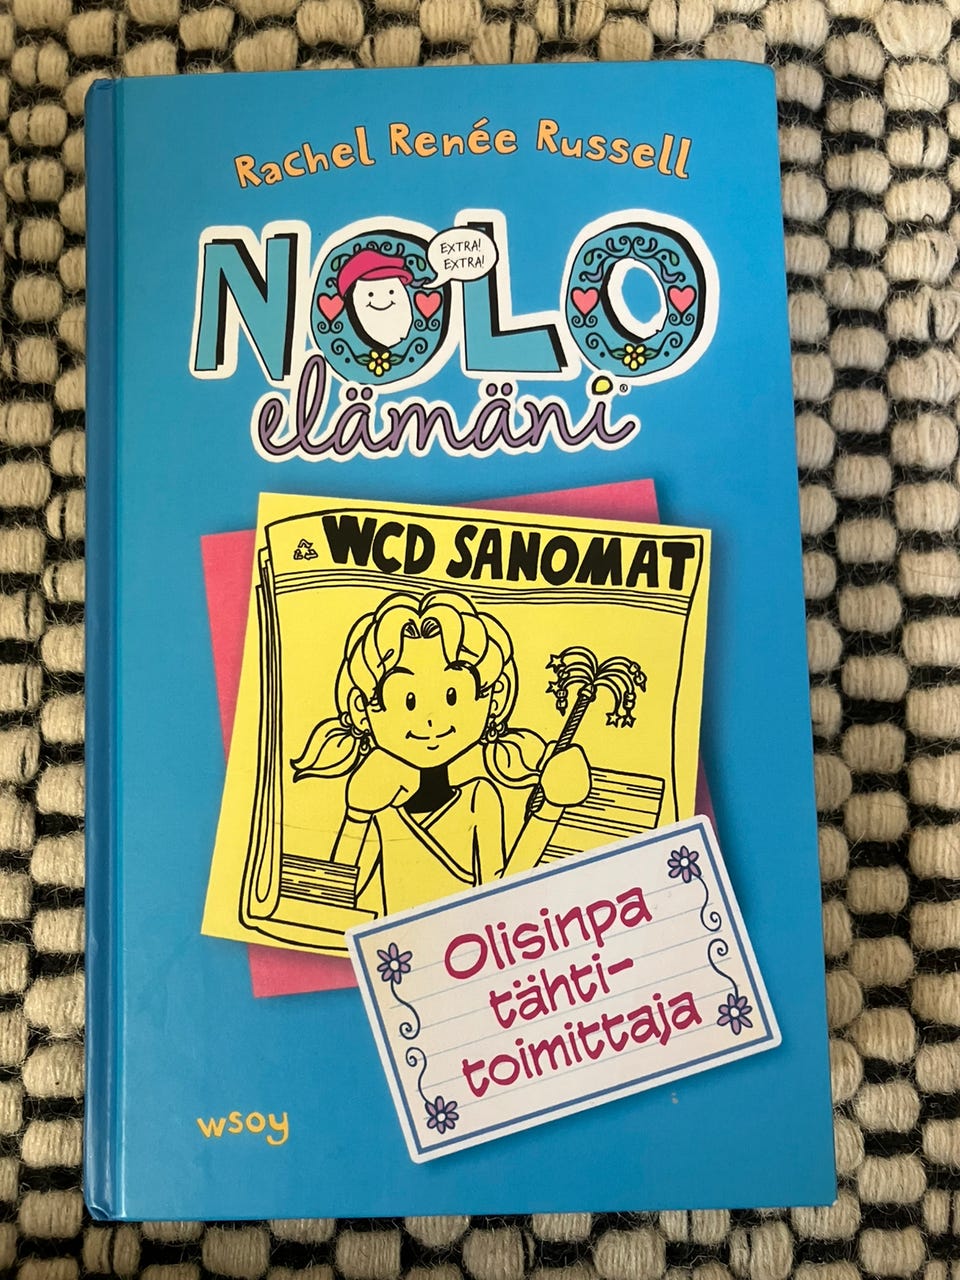 Rachel Renée Russell
NOLO
EXTRA!
EXTRA!
elämäni®
WCD SANOMAT
Olisinpa
tähti-
toimittaja
wsoy